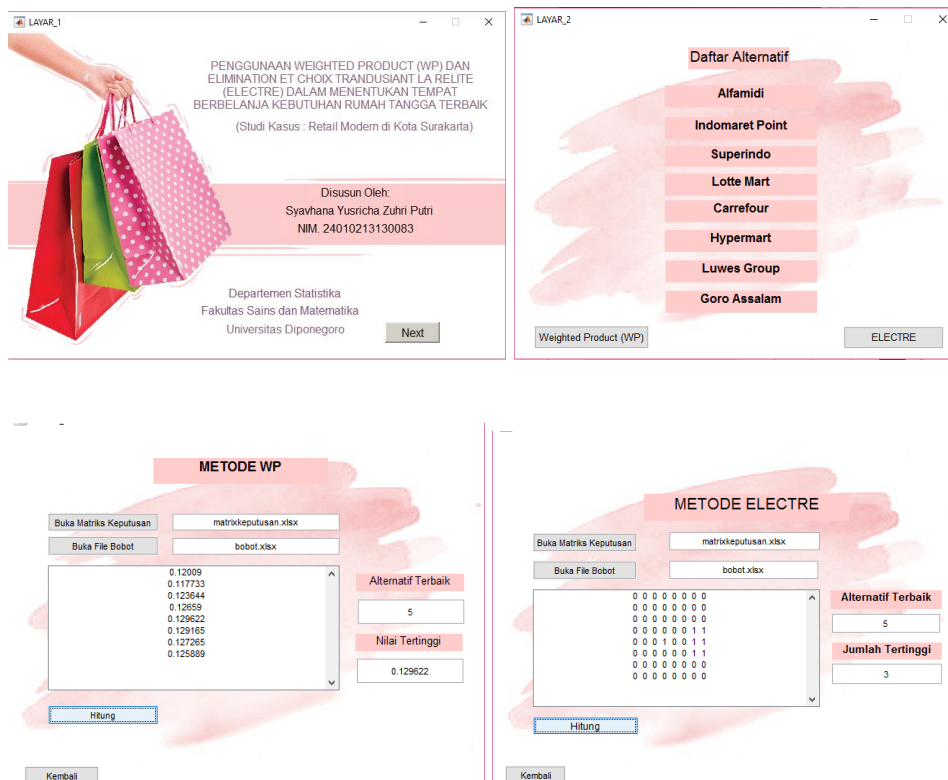 LAYAR_1
PENGGUNAAN WEIGHTED PRODUCT (WP) DAN
ELIMINATION ET CHOIX TRANDUSIANT LA RELITE
(ELECTRE) DALAM MENENTUKAN TEMPAT
BERBELANJA KEBUTUHAN RUMAH TANGGA TERBAIK
(Studi Kasus : Retail Modern di Kota Surakarta)
Disusun Oleh:
Syavhana Yusricha Zuhri Putri
NIM. 24010213130083
Departemen Statistika
Fakultas Sains dan Matematika
Universitas Diponegoro
Next
LAYAR_2
Daftar Alternatif
Alfamidi
Indomaret Point
Superindo
Lotte Mart
Carrefour
Hypermart
Luwes Group
Goro Assalam
Weighted Product (WP)
ELECTRE
METODE WP
Buka Matriks Keputusan
matrixkeputusan.xlsx
Buka File Bobot
bobot.xlsx
0.12009
0.117733
0.123644
0.12659
0.129622
0.129165
0.127265
0.125889
Alternatif Terbaik
5
Nilai Tertinggi
0.129622
Hitung
Kembali
METODE ELECTRE
Buka Matriks Keputusan
matrixkeputusan.xlsx
Buka File Bobot
bobot.xlsx
0 0 0 0 0 0 0 0
0 0 0 0 0 0 0 0
0 0 0 0 0 0 0 0
0 0 0 0 0 0 1 1
0 0 0 1 0 0 1 1
0 0 0 0 0 0 1 1
0 0 0 0 0 0 0 0
0 0 0 0 0 0 0 0
Alternatif Terbaik
5
Jumlah Tertinggi
3
Hitung
Kembali